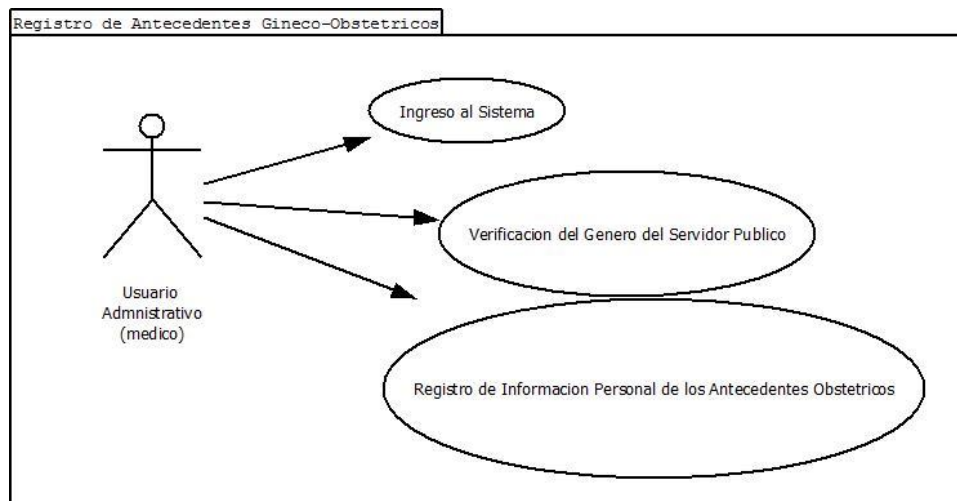 Registro de Antecedentes Gineco-Obstetricos
Ingreso al Sistema
Verificacion del Genero del Servidor Publico
Usuario
Admnistrativo
(medico)
Registro de Informacion Personal de los Antecedentes Obstetricos